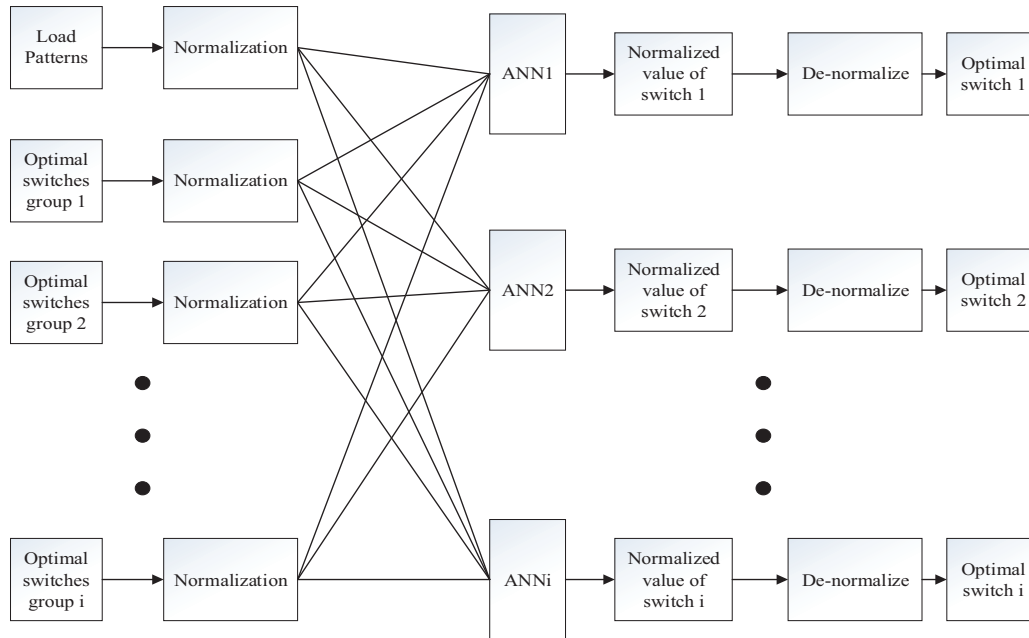 Load
Patterns
Normalization
ANN1
Normalized
value of
switch 1
De-normalize
Optimal
switch 1
Optimal
switches
group 1
Normalization
Optimal
switches
group 2
Normalization
ANN2
Normalized
value of
switch 2
De-normalize
Optimal
switch 2
Optimal
switches
group i
Normalization
ANNi
Normalized
value of
switch i
De-normalize
Optimal
switch i